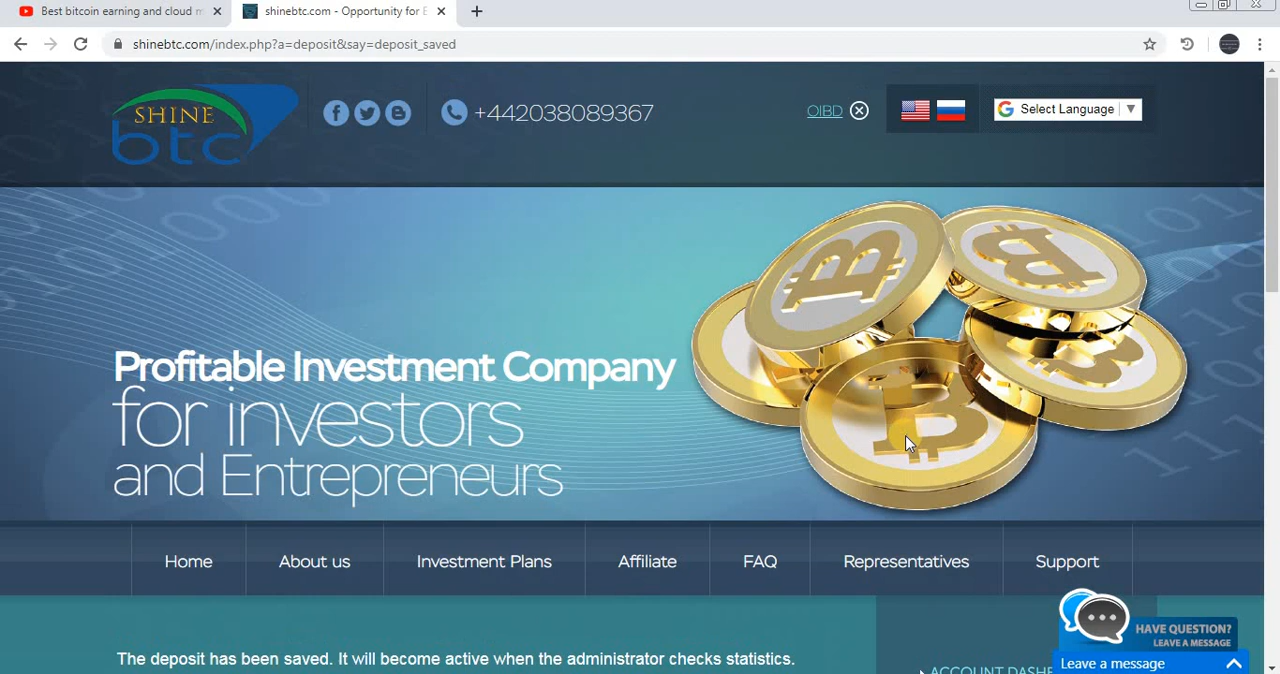 Best bitcoin earning and cloud m
shinebtc.com - Opportunity for E
shinebtc.com/index.php?a=deposit&say=deposit_saved
SHINE
btc
+442038089367
OIBD
Select Language
Profitable Investment Company
for investors
and Entrepreneurs
Home
About us
Investment Plans
Affiliate
FAQ
Representatives
Support
HAVE QUESTION?
LEAVE A MESSAGE
The deposit has been saved. It will become active when the administrator checks statistics.
Leave a message